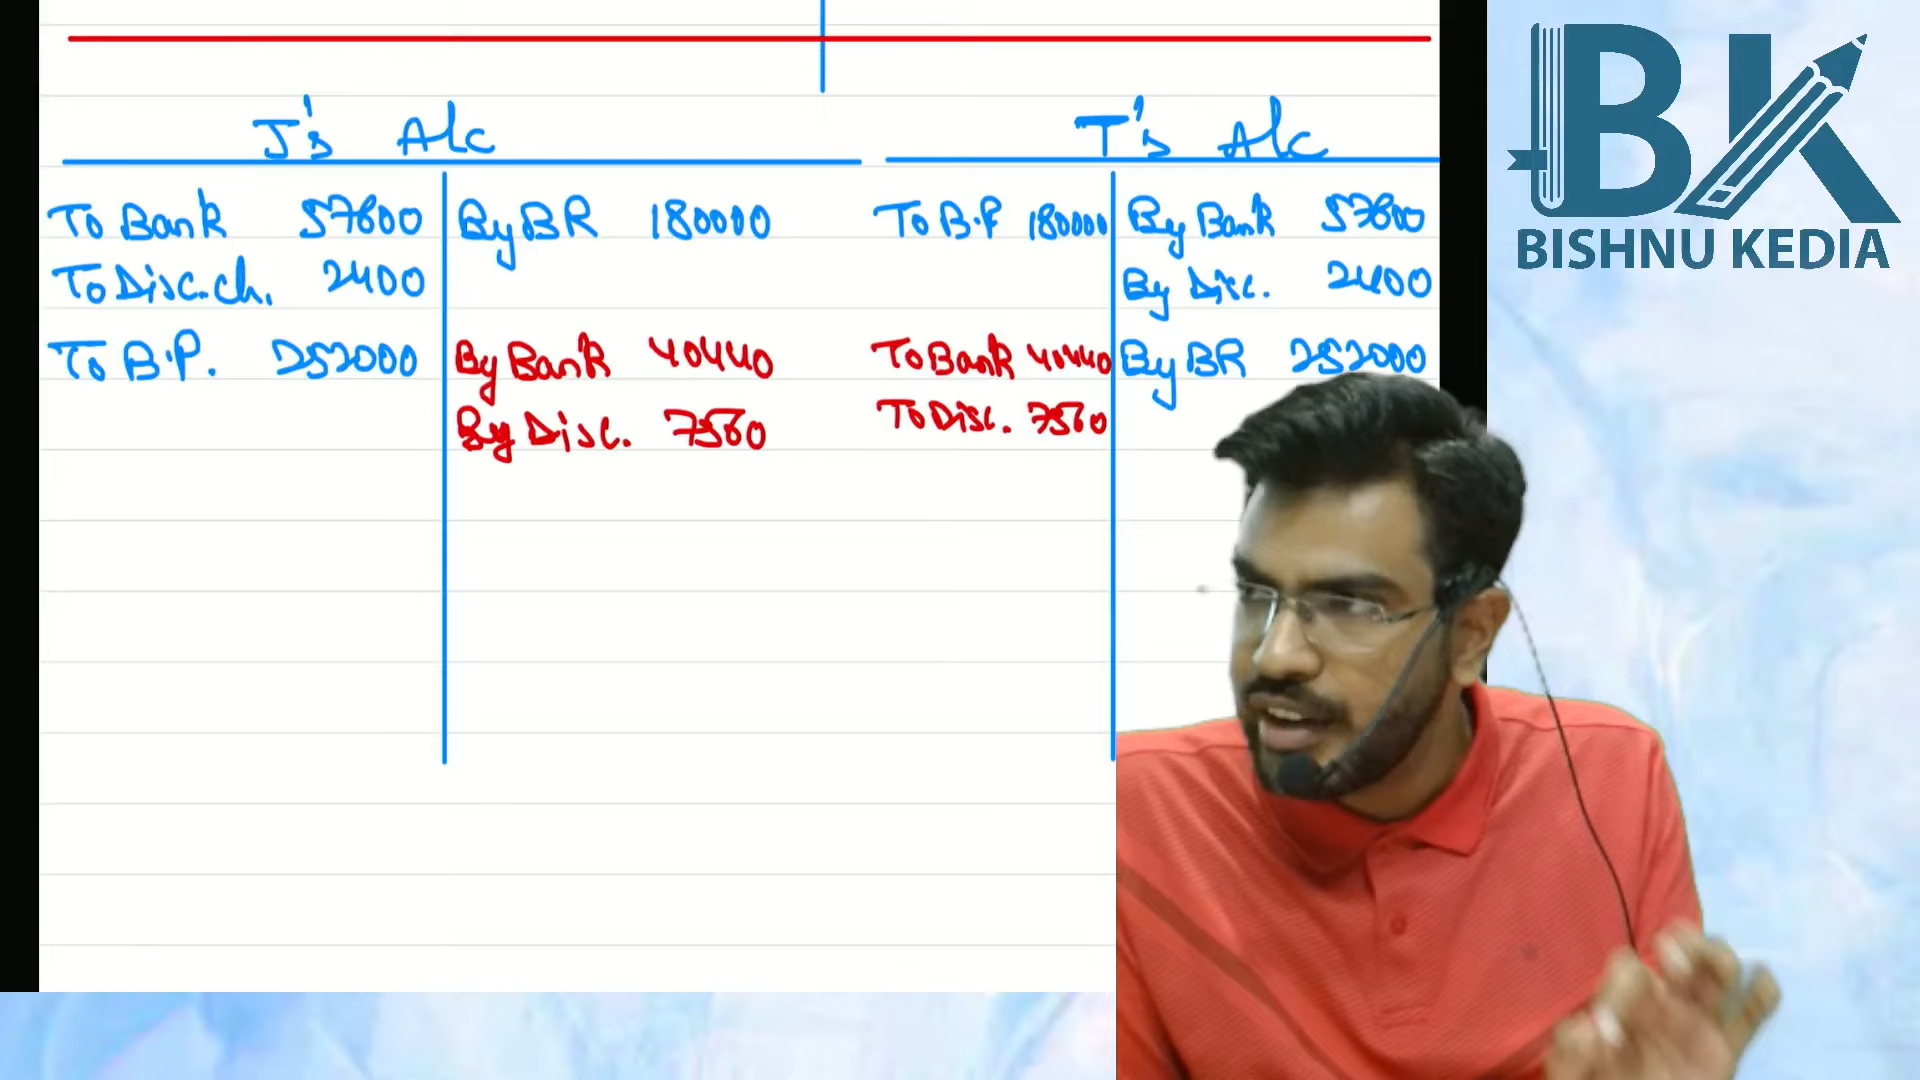 J's A/c
To Bank 57600 By BR 180000
To Disc.ch. 2400
To B.P. 252000 By Bank 40440
By Disc. 7560
T's A/c
To B.P 180000 By Bank 57600
By Disc. 2400
To Bank 40440 By BR 252000
To Disc. 7560
BK
BISHNU KEDIA